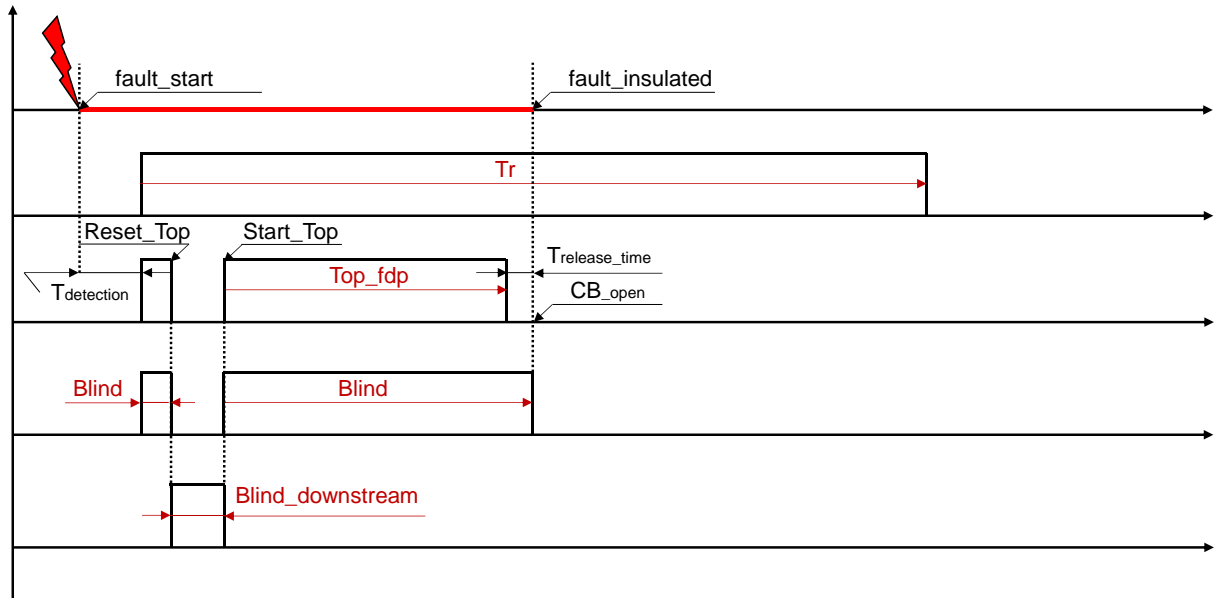 fault_start
fault_insulated
Tr
Reset_Top
Start_Top
Trelease_time
Top_fdp
Tdetection
CB_open
Blind
Blind
Blind_downstream